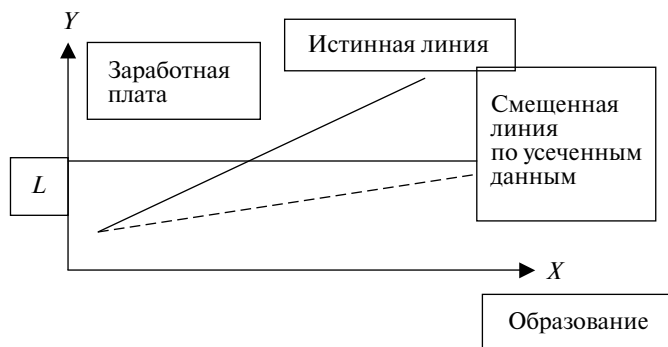 Y
Истинная линия
Заработная
плата
Смещенная
линия
по усеченным
данным
L
X
Образование